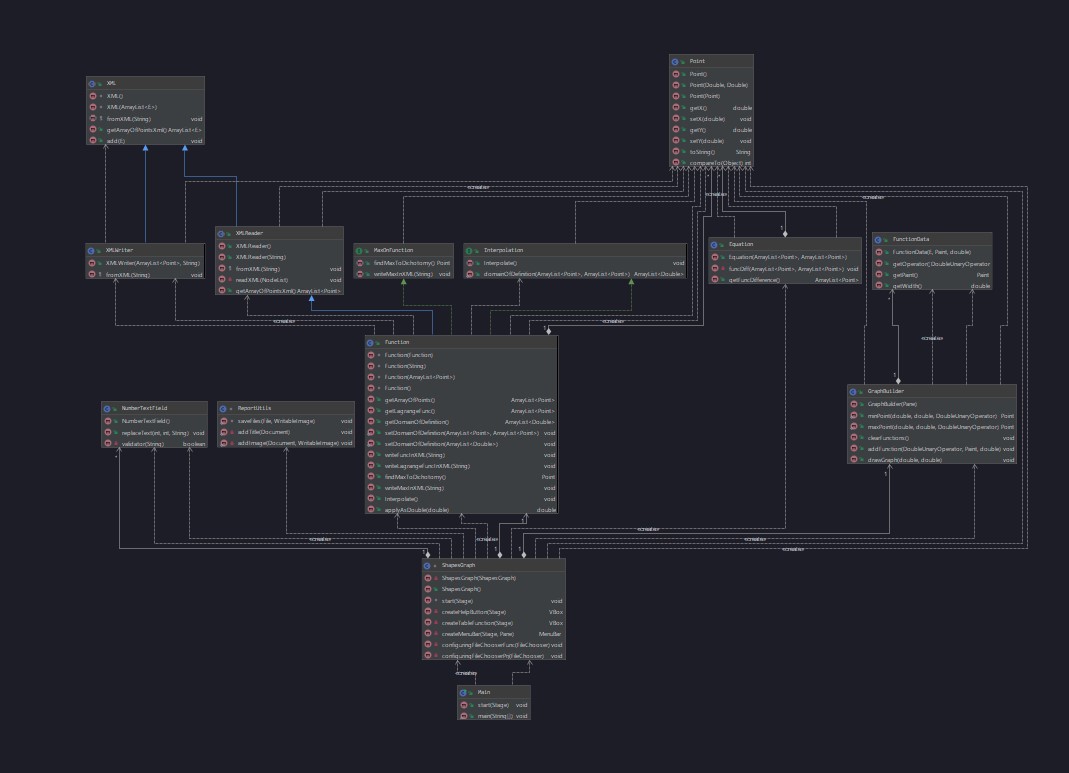 Point
Point()
Point(Double, Double)
Point(Point)
getX() double
setX(double) void
getY() double
setY(double) void
toString() String
compareTo(Object) int
XML
XML()
XML(ArrayList<E>)
fromXML(String) void
getArrayOfPointsXml() ArrayList<E>
add(E) void
«create»
«create»
XMLReader
XMLReader()
XMLReader(String)
fromXML(String) void
readXML(NodeList) void
getArrayOfPointsXml() ArrayList<Point>
XMLWriter
XMLWriter(ArrayList<Point>, String)
fromXML(String) void
MaxOnFunction
findMaxToDichotomy() Point
writeMaxInXML(String) void
Interpolation
Interpolate() void
domainOfDefinition(ArrayList<Point>, ArrayList<Point>) ArrayList<Double>
Equation
Equation(ArrayList<Point>, ArrayList<Point>)
funcDiff(ArrayList<Point>, ArrayList<Point>) void
getFuncDifference() ArrayList<Point>
FunctionData
FunctionData(E, Paint, double)
getOperator() DoubleUnaryOperator
getPaint() Paint
getWidth() double
1
«create»
«create»
1
«create»
Function
Function(Function)
Function(String)
Function(ArrayList<Point>)
Function()
getArrayOfPoints() ArrayList<Point>
getLagrangeFunc() ArrayList<Point>
getDomainOfDefinition() ArrayList<Double>
setDomainOfDefinition(ArrayList<Point>, ArrayList<Point>) void
setDomainOfDefinition(ArrayList<Double>) void
writeFuncInXML(String) void
writeLagrangeFuncInXML(String) void
findMaxToDichotomy() Point
writeMaxInXML(String) void
interpolate() void
applyAsDouble(double) double
1
GraphBuilder
GraphBuilder(Pane)
minPoint(double, double, DoubleUnaryOperator) Point
maxPoint(double, double, DoubleUnaryOperator) Point
clearFunctions() void
addFunction(DoubleUnaryOperator, Paint, double) void
drawGraph(double, double) void
NumberTextField
NumberTextField()
replaceText(int, int, String) void
validator(String) boolean
ReportUtils
saveFiles(File, WritableImage) void
addTitle(Document) void
addImage(Document, WritableImage) void
1
1
«create»
«create»
«create»
«create»
«create»
1
1
1
ShapesGraph
ShapesGraph(ShapesGraph)
ShapesGraph()
start(Stage) void
createHelpButton(Stage) VBox
createTableFunction(Stage) VBox
createMenuBar(Stage, Pane) MenuBar
configuringFileChooserFunc(FileChooser) void
configuringFileChooserPrj(FileChooser) void
«create»
Main
start(Stage) void
main(String[]) void